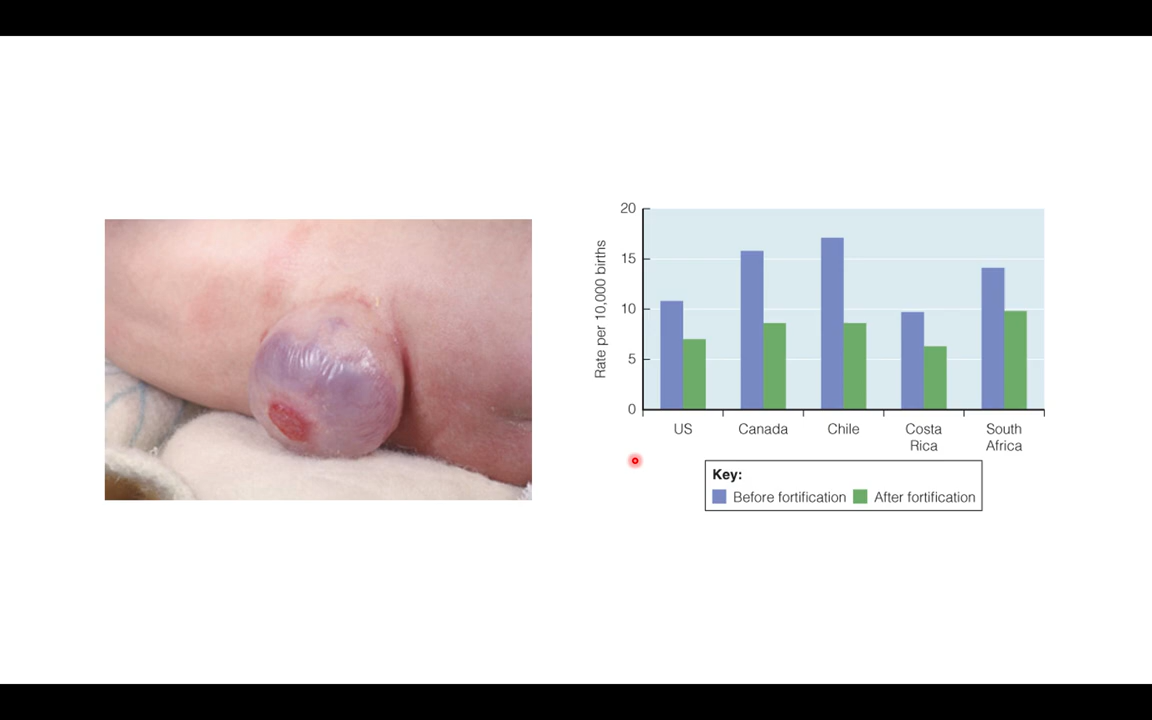 20
15
10
5
0
Rate per 10,000 births
US
Canada
Chile
Costa
Rica
South
Africa
Key:
Before fortification
After fortification